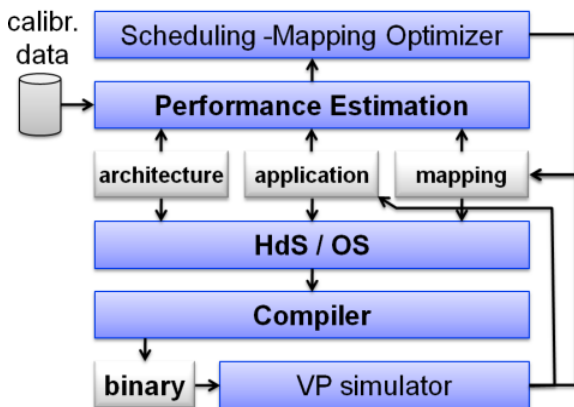 calibr.
data
Scheduling -Mapping Optimizer
Performance Estimation
architecture
application
mapping
HdS / OS
Compiler
binary
VP simulator